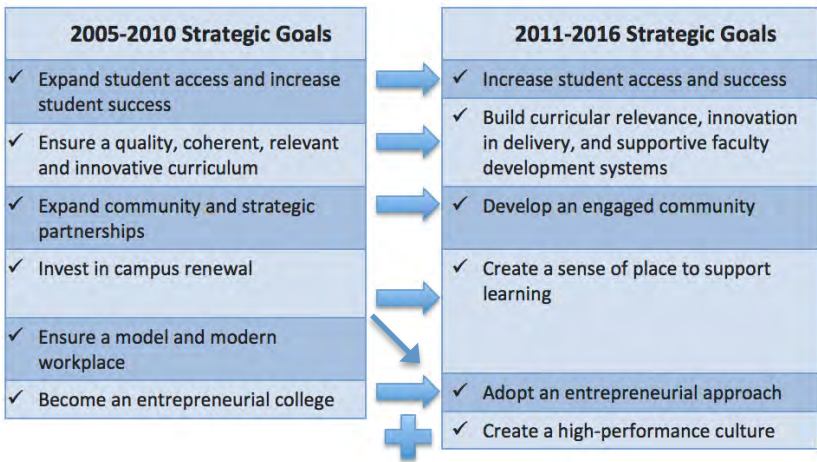 2005-2010 Strategic Goals
✓ Expand student access and increase
student success
✓ Ensure a quality, coherent, relevant
and innovative curriculum
✓ Expand community and strategic
partnerships
✓ Invest in campus renewal
✓ Ensure a model and modern
workplace
✓ Become an entrepreneurial college
2011-2016 Strategic Goals
✓ Increase student access and success
✓ Build curricular relevance, innovation
in delivery, and supportive faculty
development systems
✓ Develop an engaged community
✓ Create a sense of place to support
learning
✓ Adopt an entrepreneurial approach
✓ Create a high-performance culture